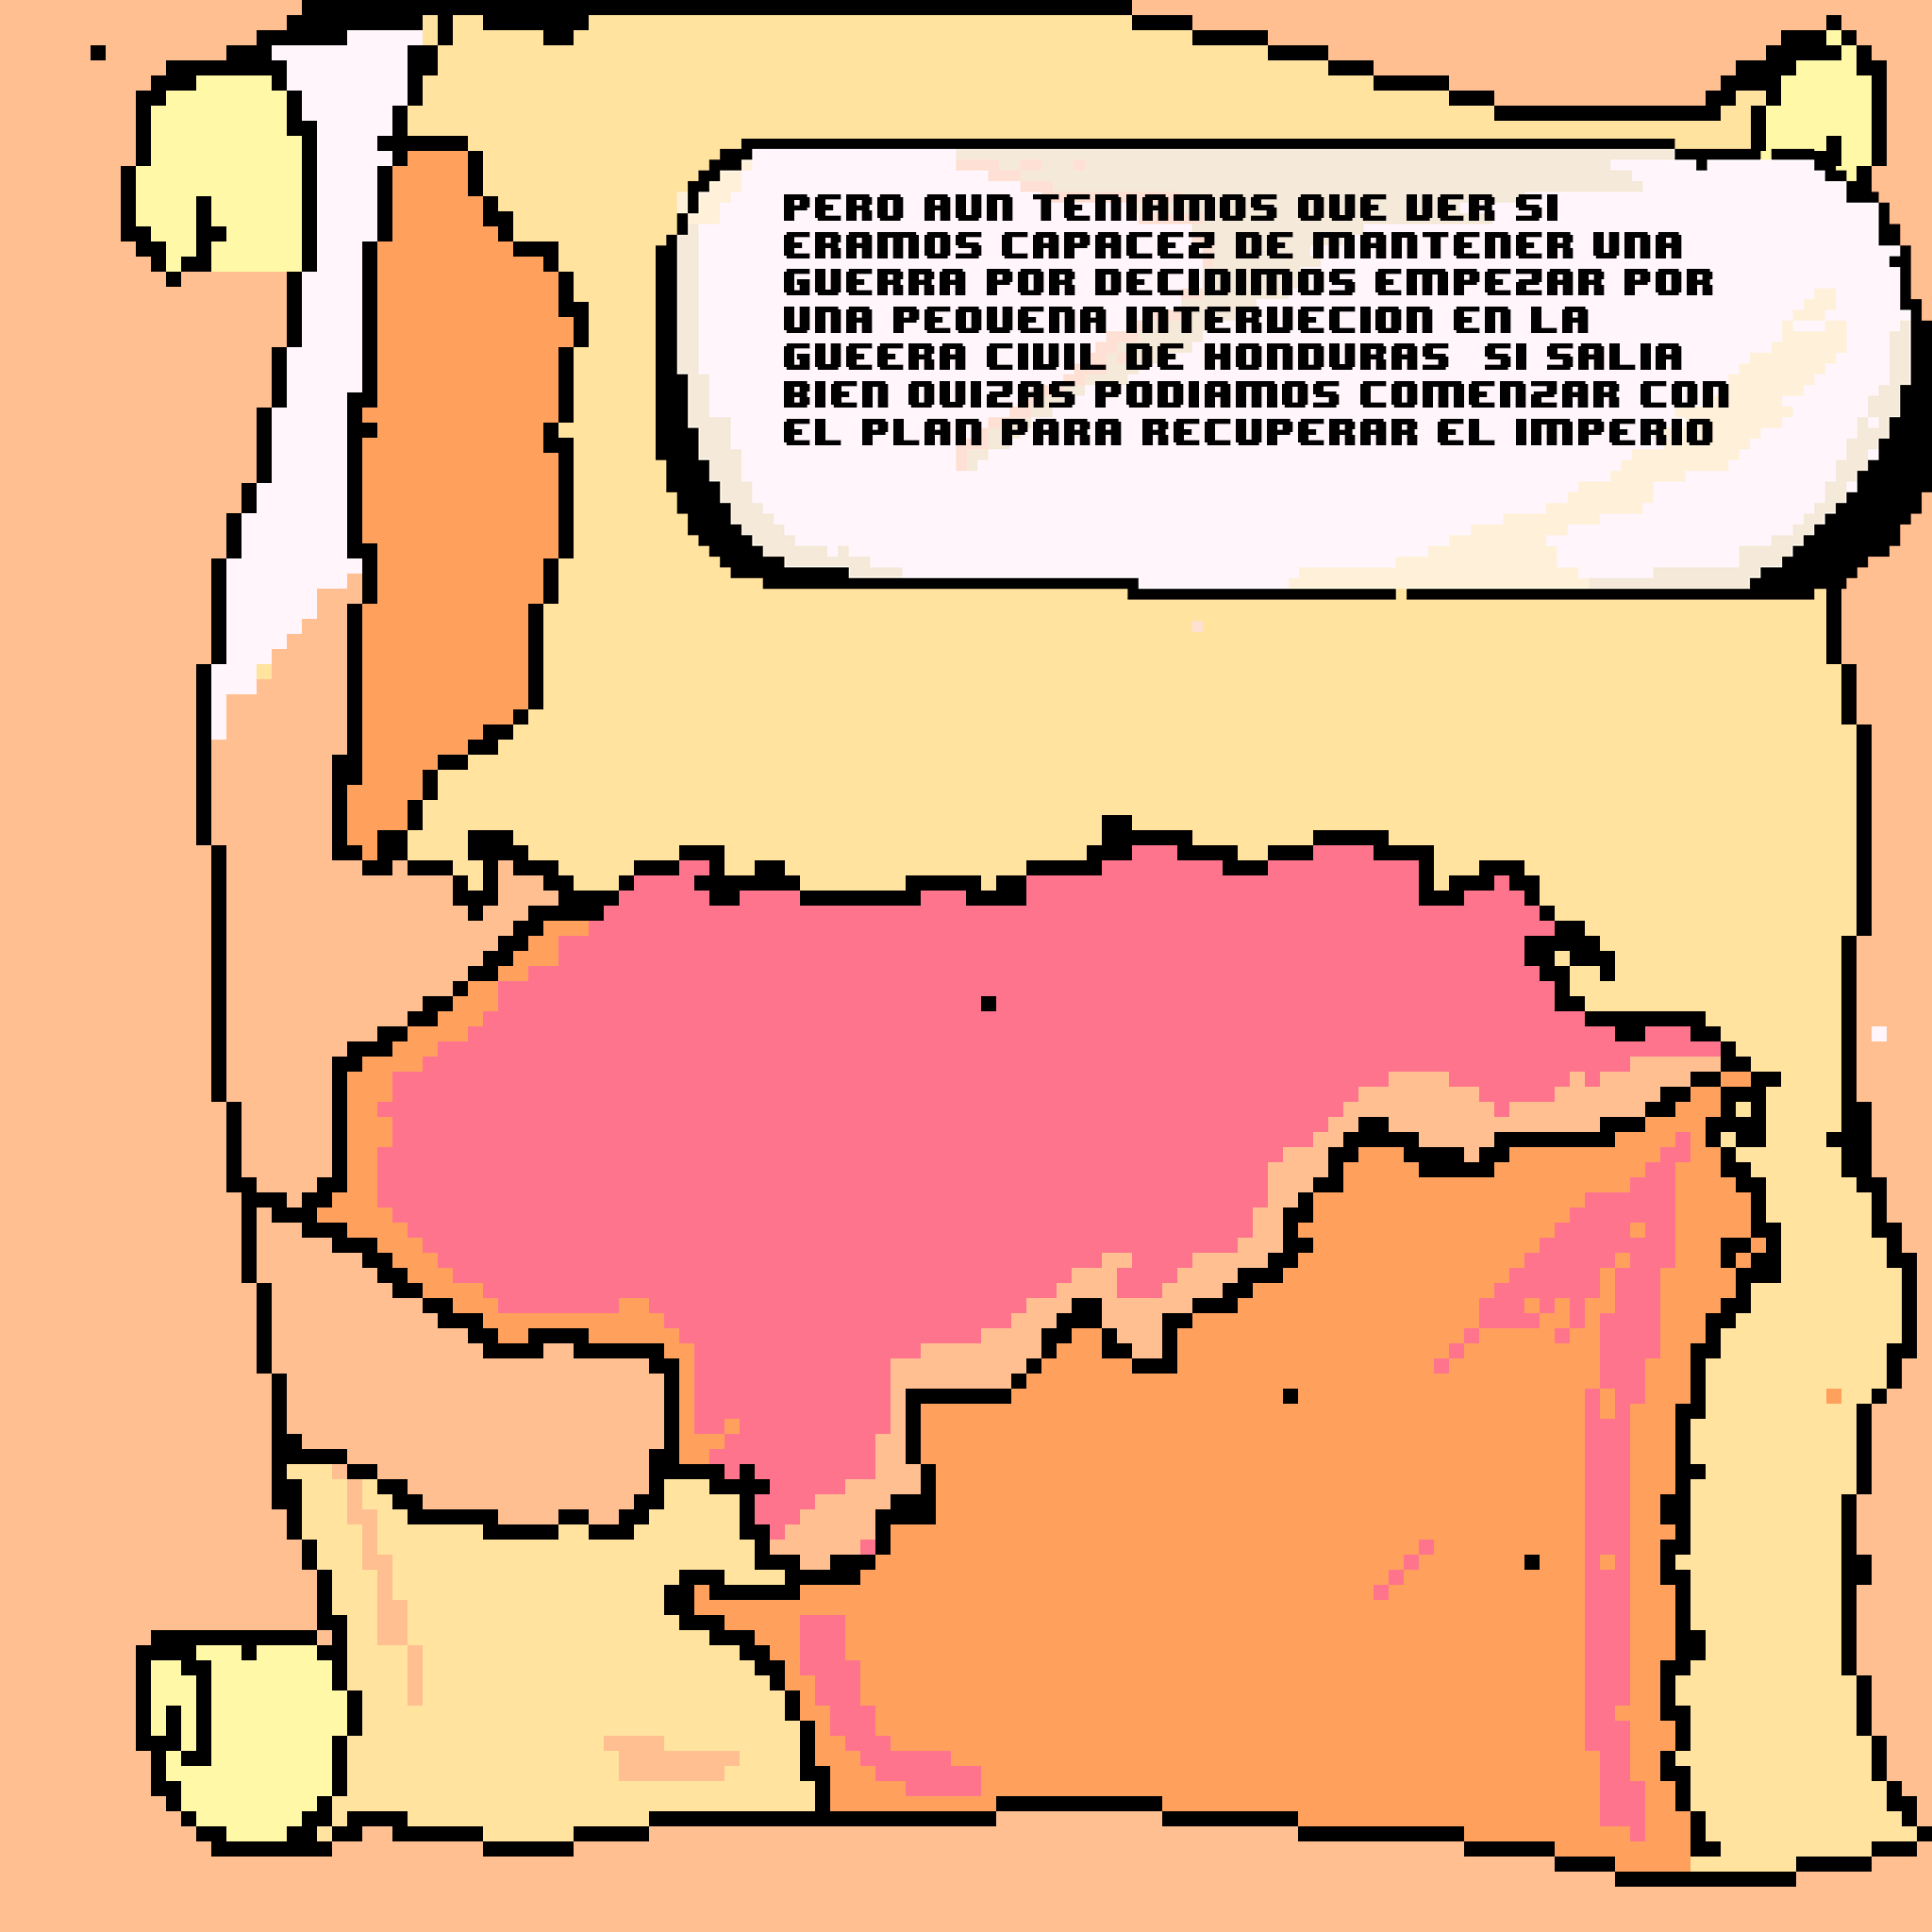 PERO AUN TENIAMOS QUE VER SI
ERAMOS CAPACEZ DE MANTENER UNA
GUERRA POR DECIDIMOS EMPEZAR POR
UNA PEQUENA INTERVECION EN LA
GUEERA CIVIL DE HONDURAS SI SALIA
BIEN QUIZAS PODIAMOS COMENZAR CON
EL PLAN PARA RECUPERAR EL IMPERIO